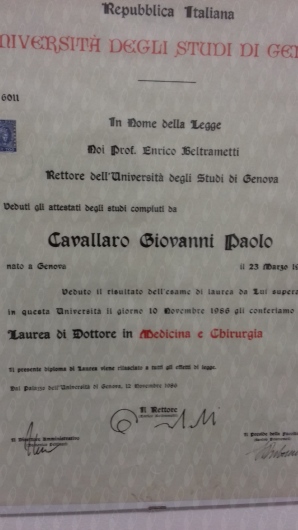 Repubblica Italiana
UNIVERSITÀ DEGLI STUDI DI GE
6011
In Nome della Legge
Noi Prof. Enrico Beltrametti
Rettore dell'Università degli Studi di Genova
Veduti gli attestati degli studi compiuti da
Cavallaro Giovanni Paolo
nato a Genova il 23 Marzo
Veduto il risultato dell'esame di laurea da Lui supera
in questa Università il giorno 10 Novembre 1986 gli conferiamo
Laurea di Dottore in Medicina e Chirurgia
Il presente diploma di Laurea viene rilasciato a tutti gli effetti di legge.
Dal Palazzo dell'Università di Genova, 12 Novembre
Il Rettore
Il Direttore Amministrativo